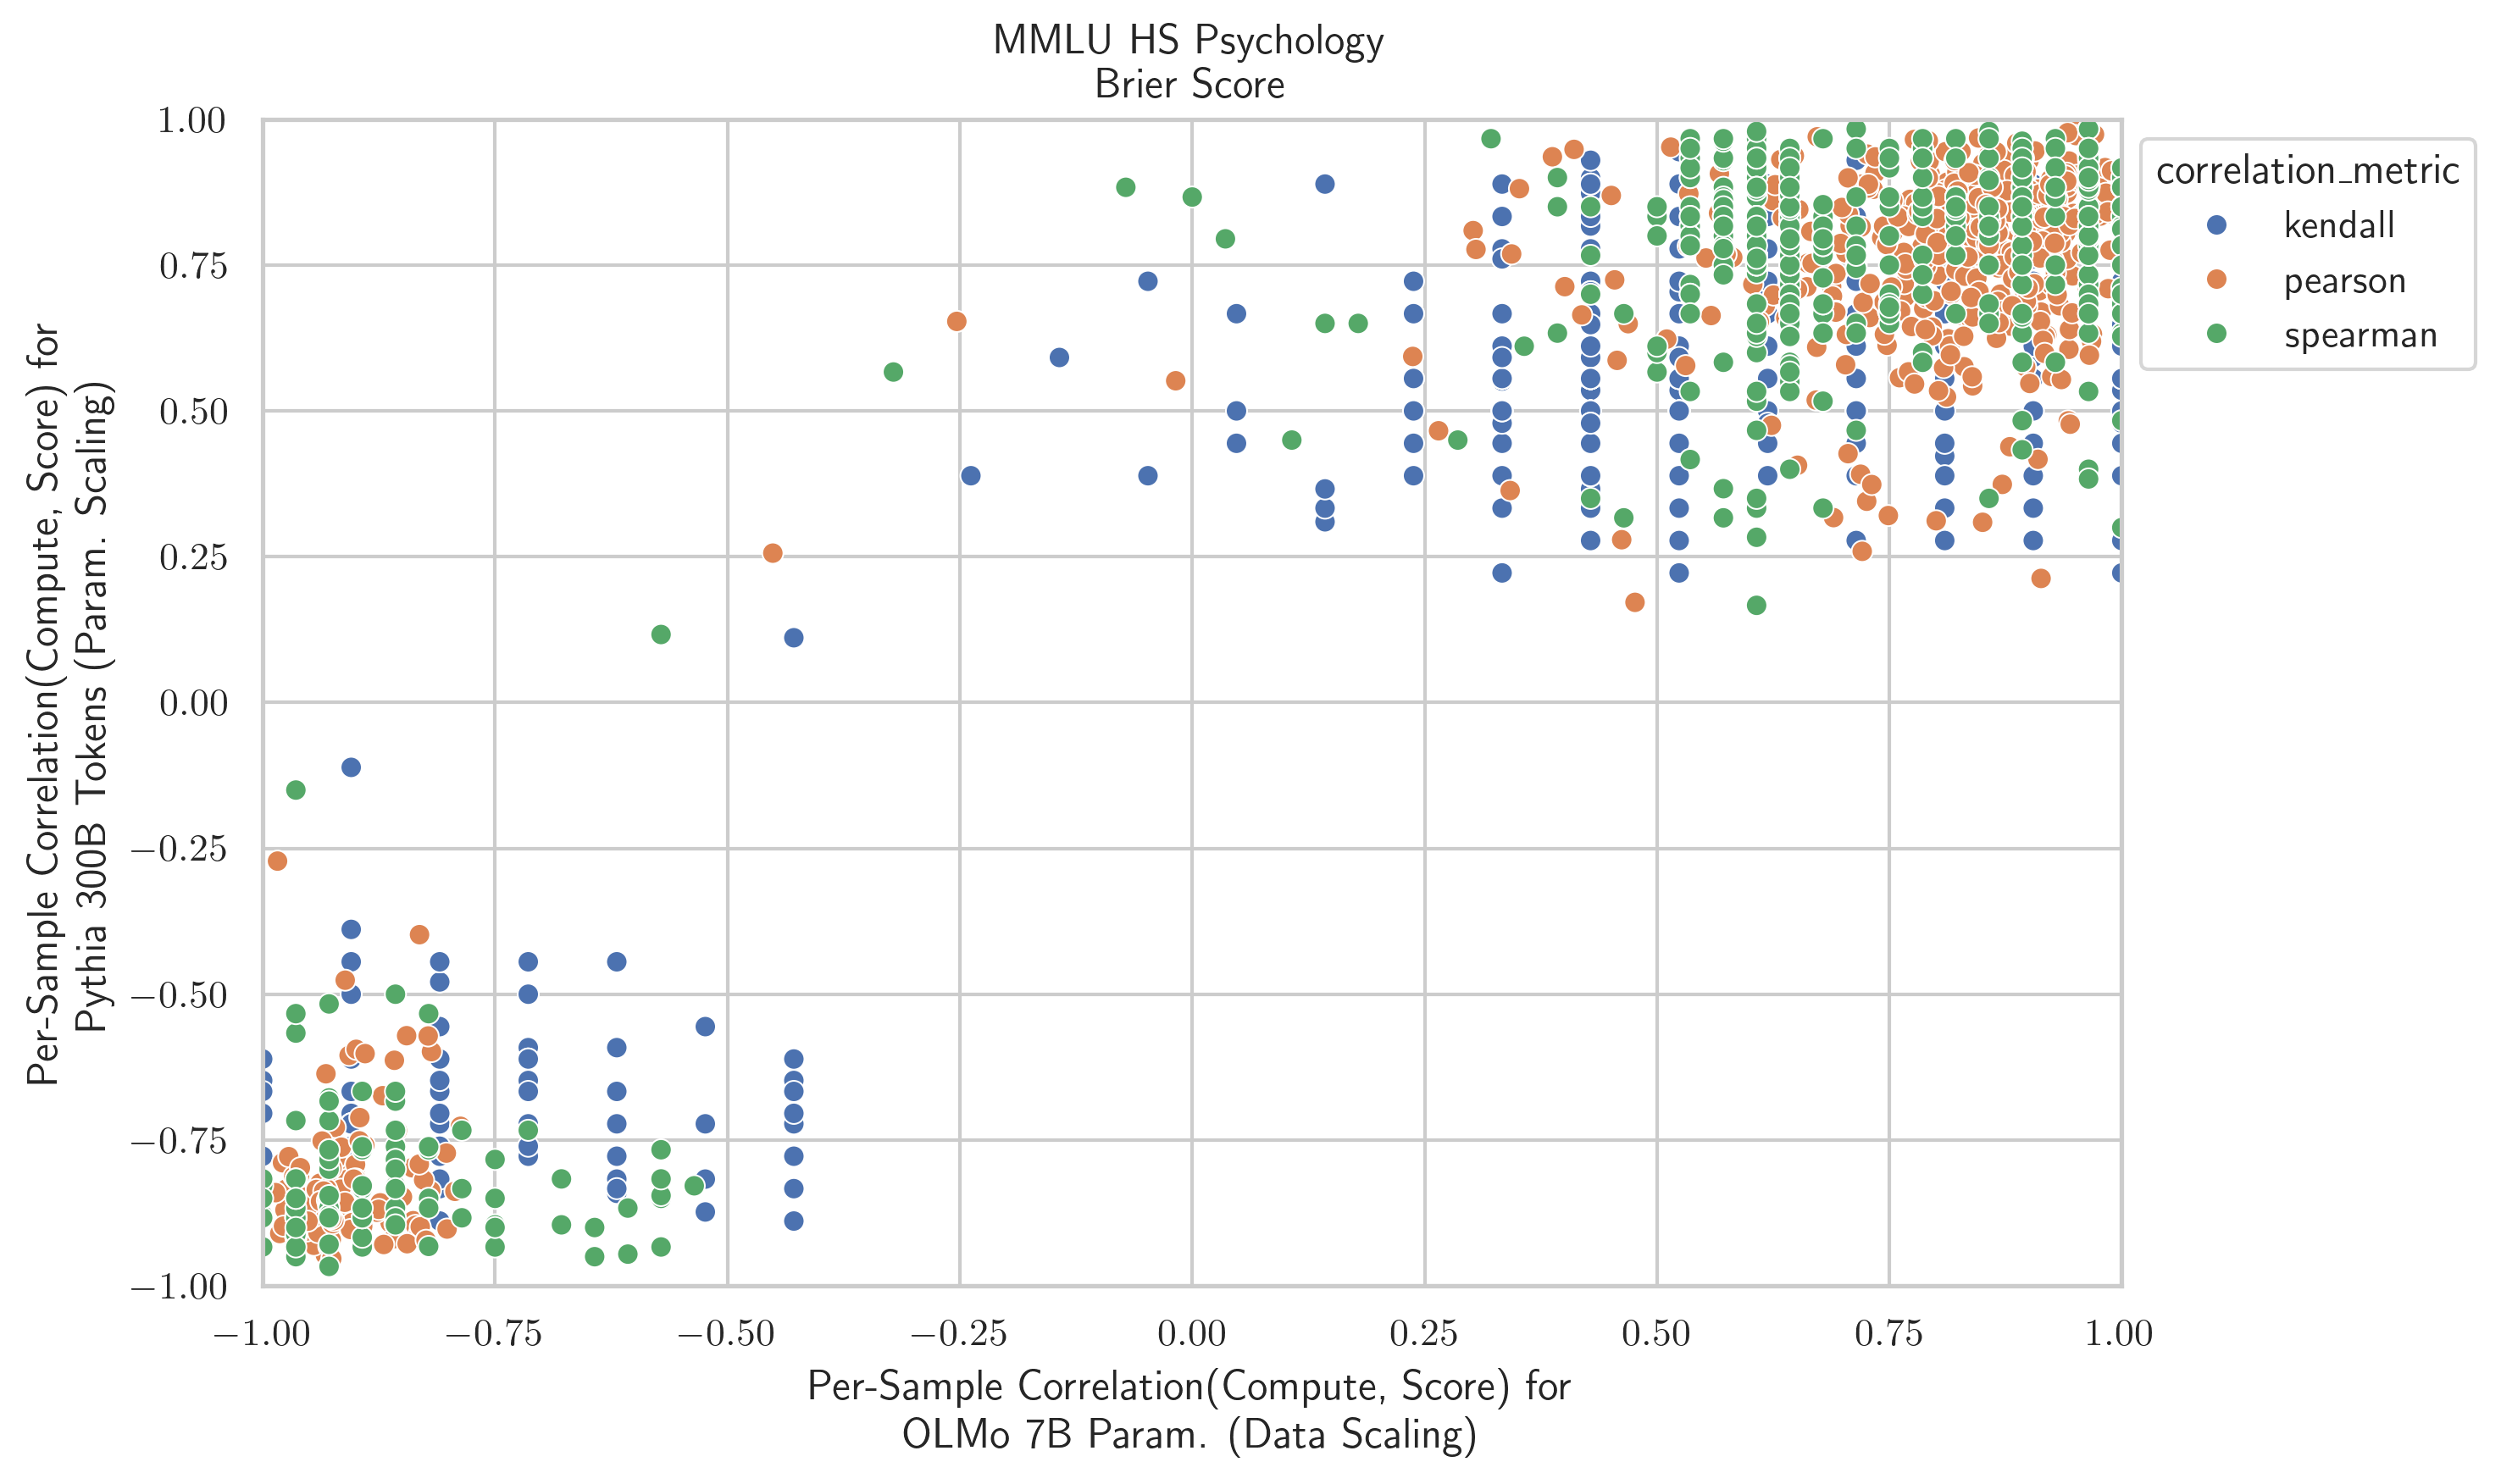 MMLU HS Psychology
Brier Score
Per-Sample Correlation(Compute, Score) for
Pythia 300B Tokens (Param. Scaling)
1.00
0.75
0.50
0.25
0.00
−0.25
−0.50
−0.75
−1.00
−1.00 −0.75 −0.50 −0.25 0.00 0.25 0.50 0.75 1.00
Per-Sample Correlation(Compute, Score) for
OLMo 7B Param. (Data Scaling)
correlation_metric
kendall
pearson
spearman